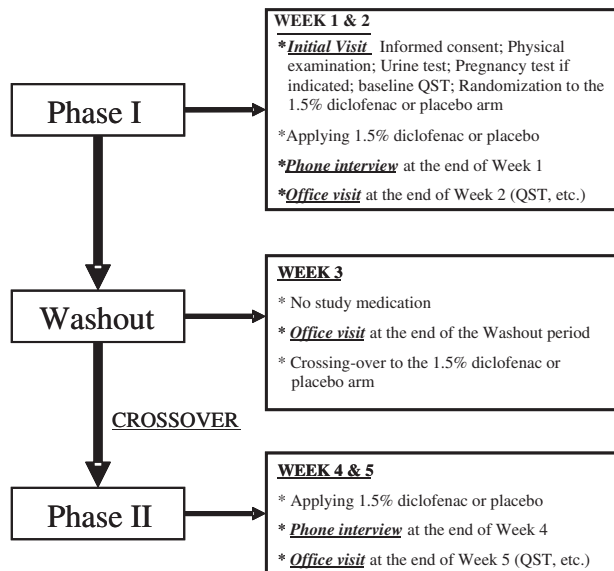 Phase I
WEEK 1 & 2
*Initial Visit Informed consent; Physical
examination; Urine test; Pregnancy test if
indicated; baseline QST; Randomization to the
1.5% diclofenac or placebo arm
*Applying 1.5% diclofenac or placebo
*Phone interview at the end of Week 1
*Office visit at the end of Week 2 (QST, etc.)
Washout
WEEK 3
* No study medication
* Office visit at the end of the Washout period
* Crossing-over to the 1.5% diclofenac or
placebo arm
CROSSOVER
Phase II
WEEK 4 & 5
* Applying 1.5% diclofenac or placebo
* Phone interview at the end of Week 4
* Office visit at the end of Week 5 (QST, etc.)